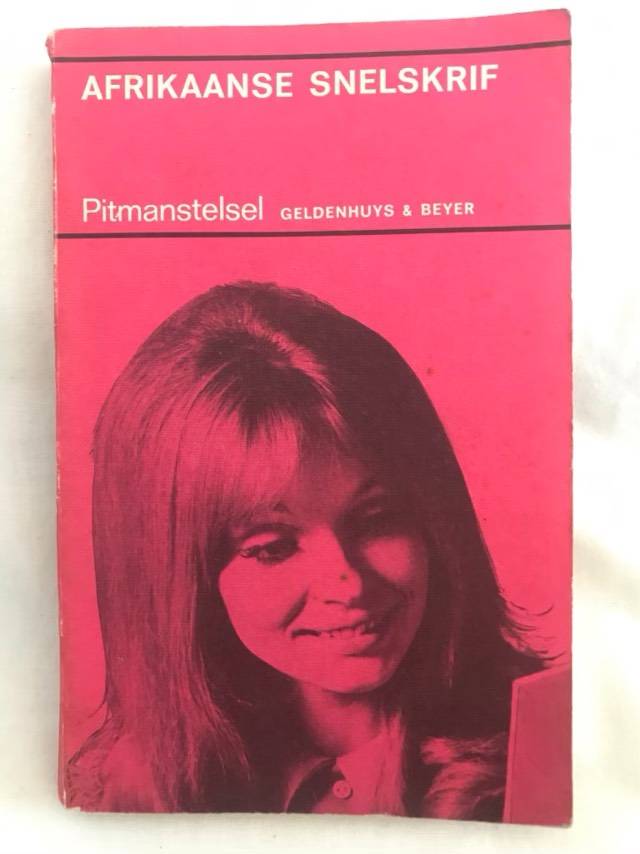 AFRIKAANSE SNELSKRIF
Pitmanstelsel GELDENHUYS & BEYER